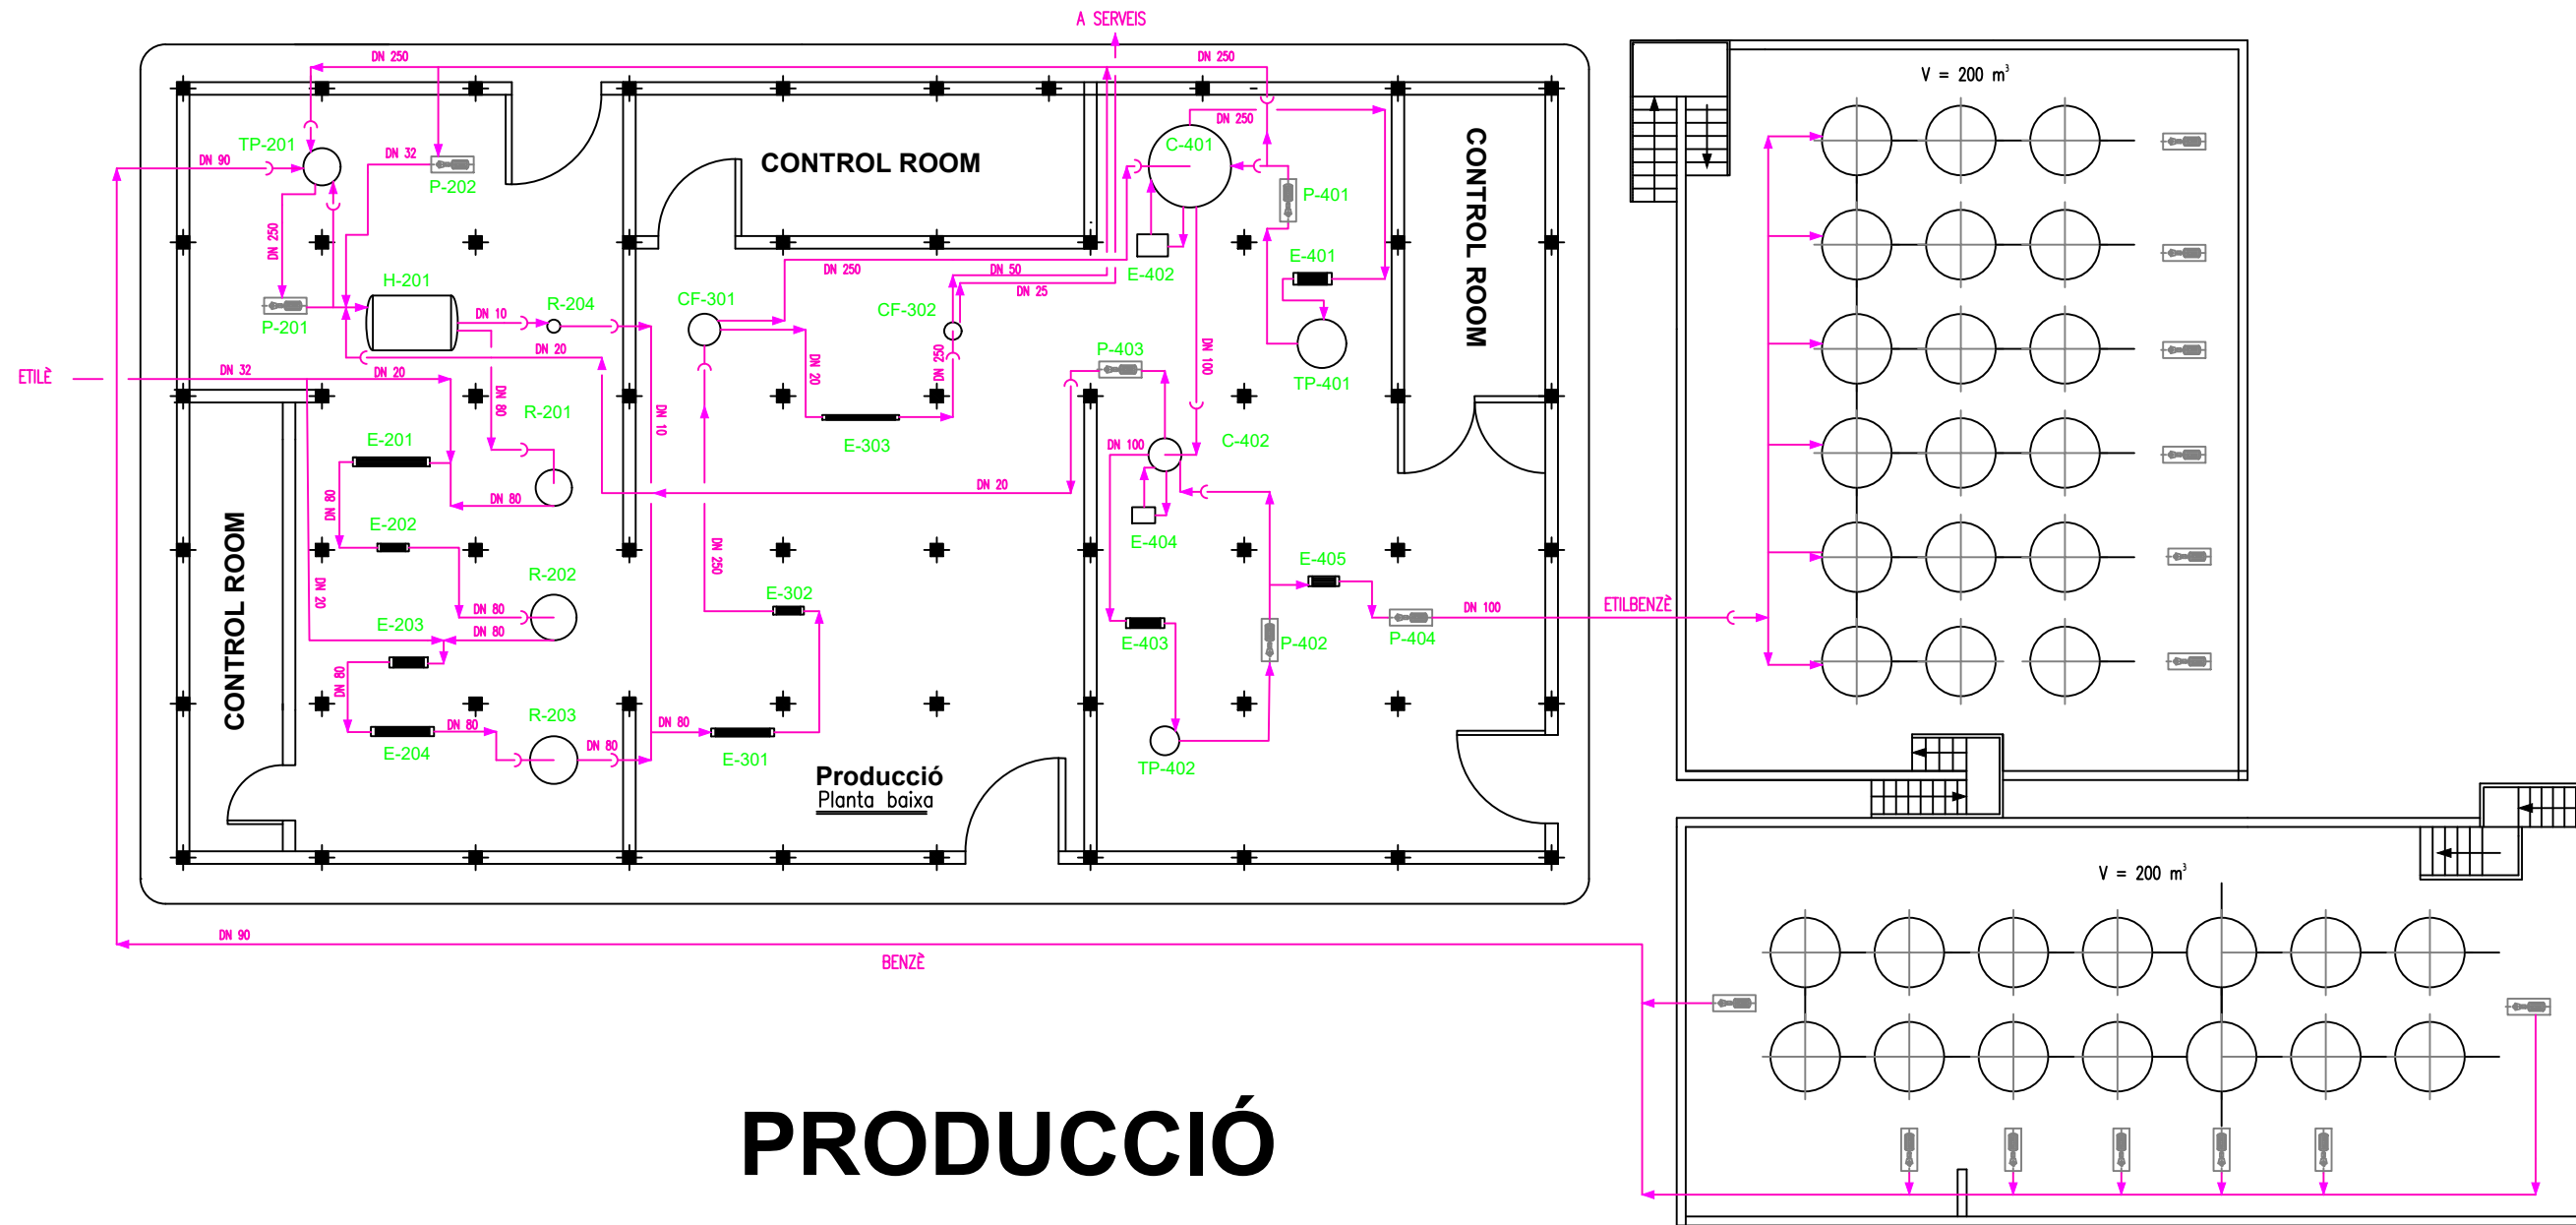 A SERVEIS
DN 250
DN 250
V = 200 m³
TP-201
DN 32
CONTROL ROOM
DN 250
C-401
CONTROL ROOM
DN 90
P-202
P-401
DN 250
H-201
DN 250
E-402
E-401
DN 50
CF-301
CF-302
DN 25
P-201
DN 10
R-204
DN 250
DN 100
P-403
TP-401
DN 20
ETILÈ
DN 32
DN 20
DN 20
DN 80
R-201
DN 10
E-201
E-303
DN 100
C-402
DN 80
DN 20
CONTROL ROOM
E-202
E-404
DN 250
E-405
R-202
DN 20
E-302
DN 80
ETILBENZÈ
DN 100
E-203
DN 80
E-403
P-402
P-404
DN 80
R-203
DN 80
DN 80
DN 80
E-204
E-301
TP-402
Producció
Planta baixa
V = 200 m³
DN 90
BENZÈ
PRODUCCIÓ